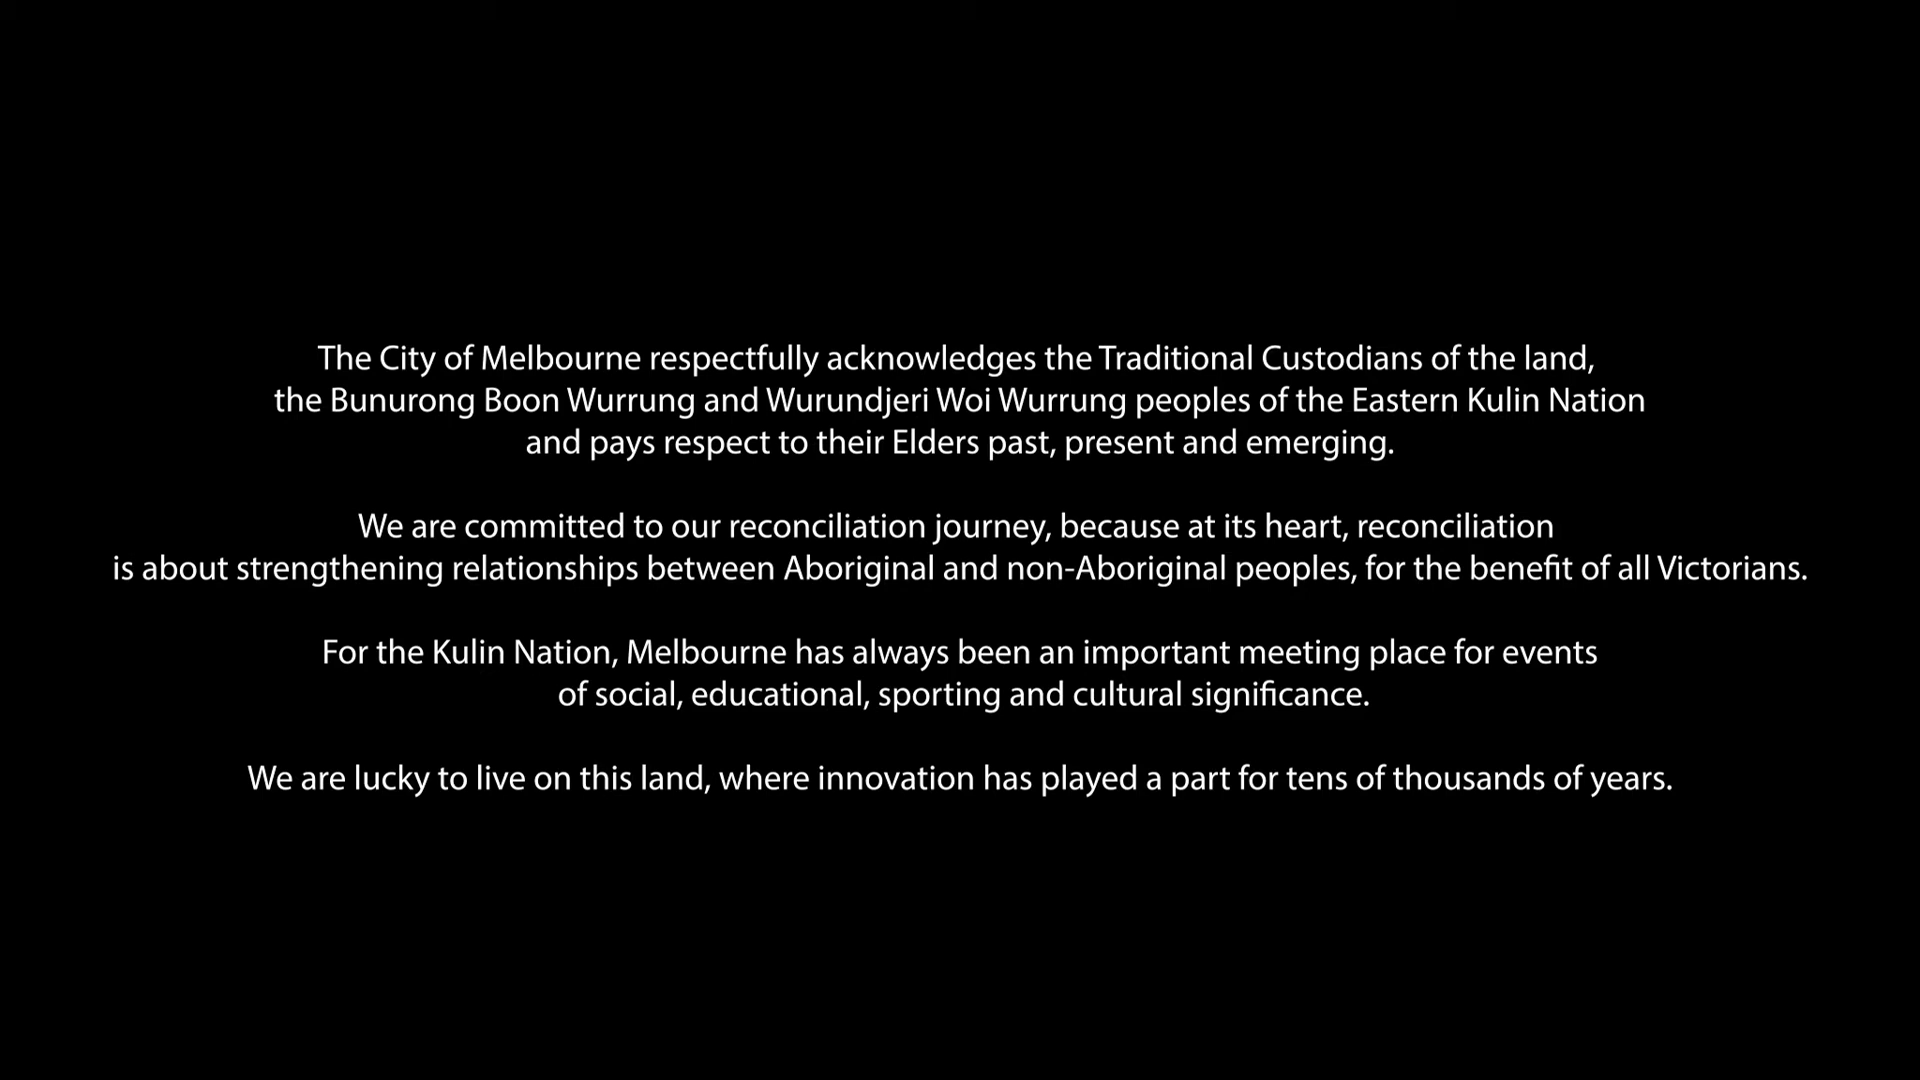 The City of Melbourne respectfully acknowledges the Traditional Custodians of the land,
the Bunurong Boon Wurrung and Wurundjeri Woi Wurrung peoples of the Eastern Kulin Nation
and pays respect to their Elders past, present and emerging.
We are committed to our reconciliation journey, because at its heart, reconciliation
is about strengthening relationships between Aboriginal and non-Aboriginal peoples, for the benefit of all Victorians.
For the Kulin Nation, Melbourne has always been an important meeting place for events
of social, educational, sporting and cultural significance.
We are lucky to live on this land, where innovation has played a part for tens of thousands of years.